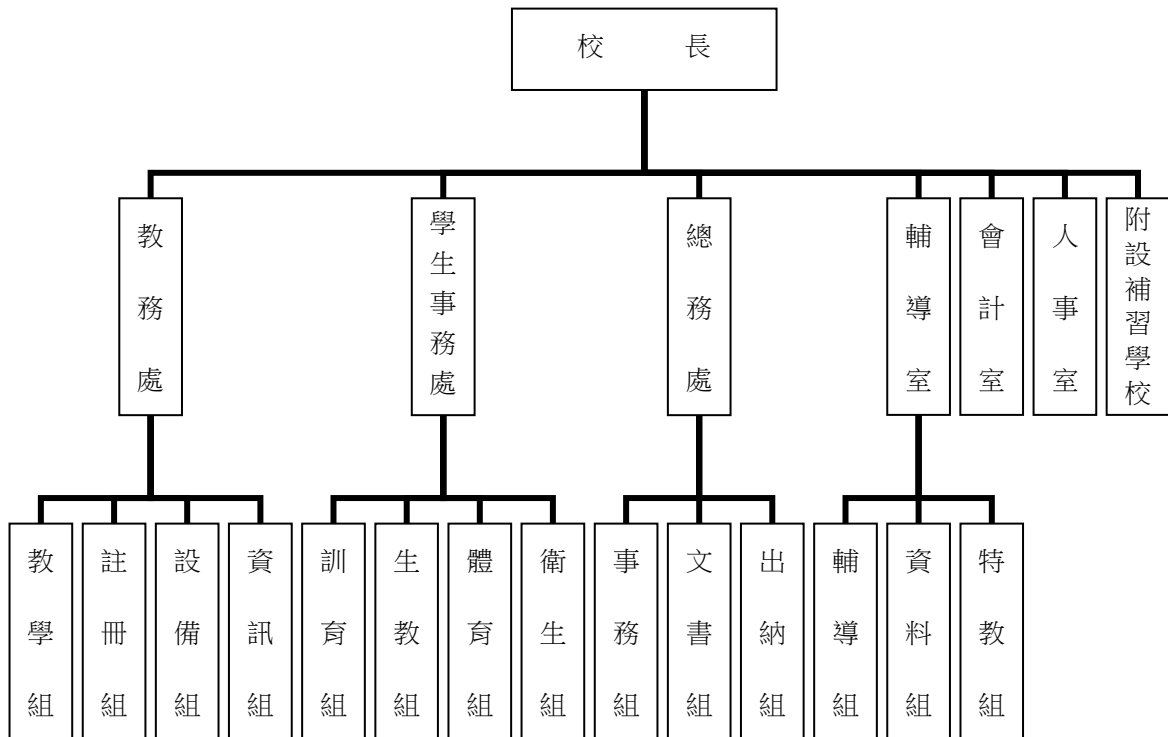 校長
教務處
學生事務處
總務處
輔導室
會計室
人事室
附設補習學校
教學組
註冊組
設備組
資訊組
訓育組
生教組
體育組
衛生組
事務組
文書組
出納組
輔導組
資料組
特教組